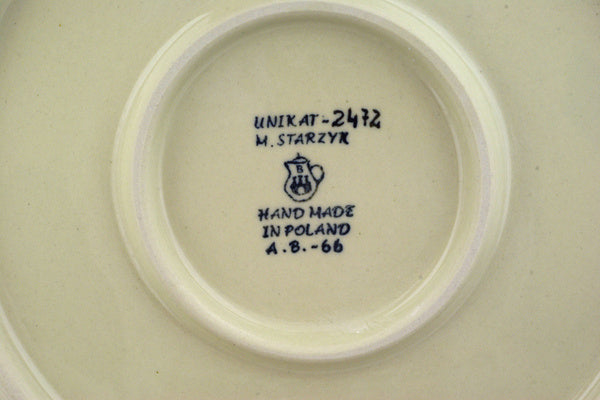 UNIKAT-2472
M. STARZYK
B
HAND MADE
IN POLAND
A.B.-66